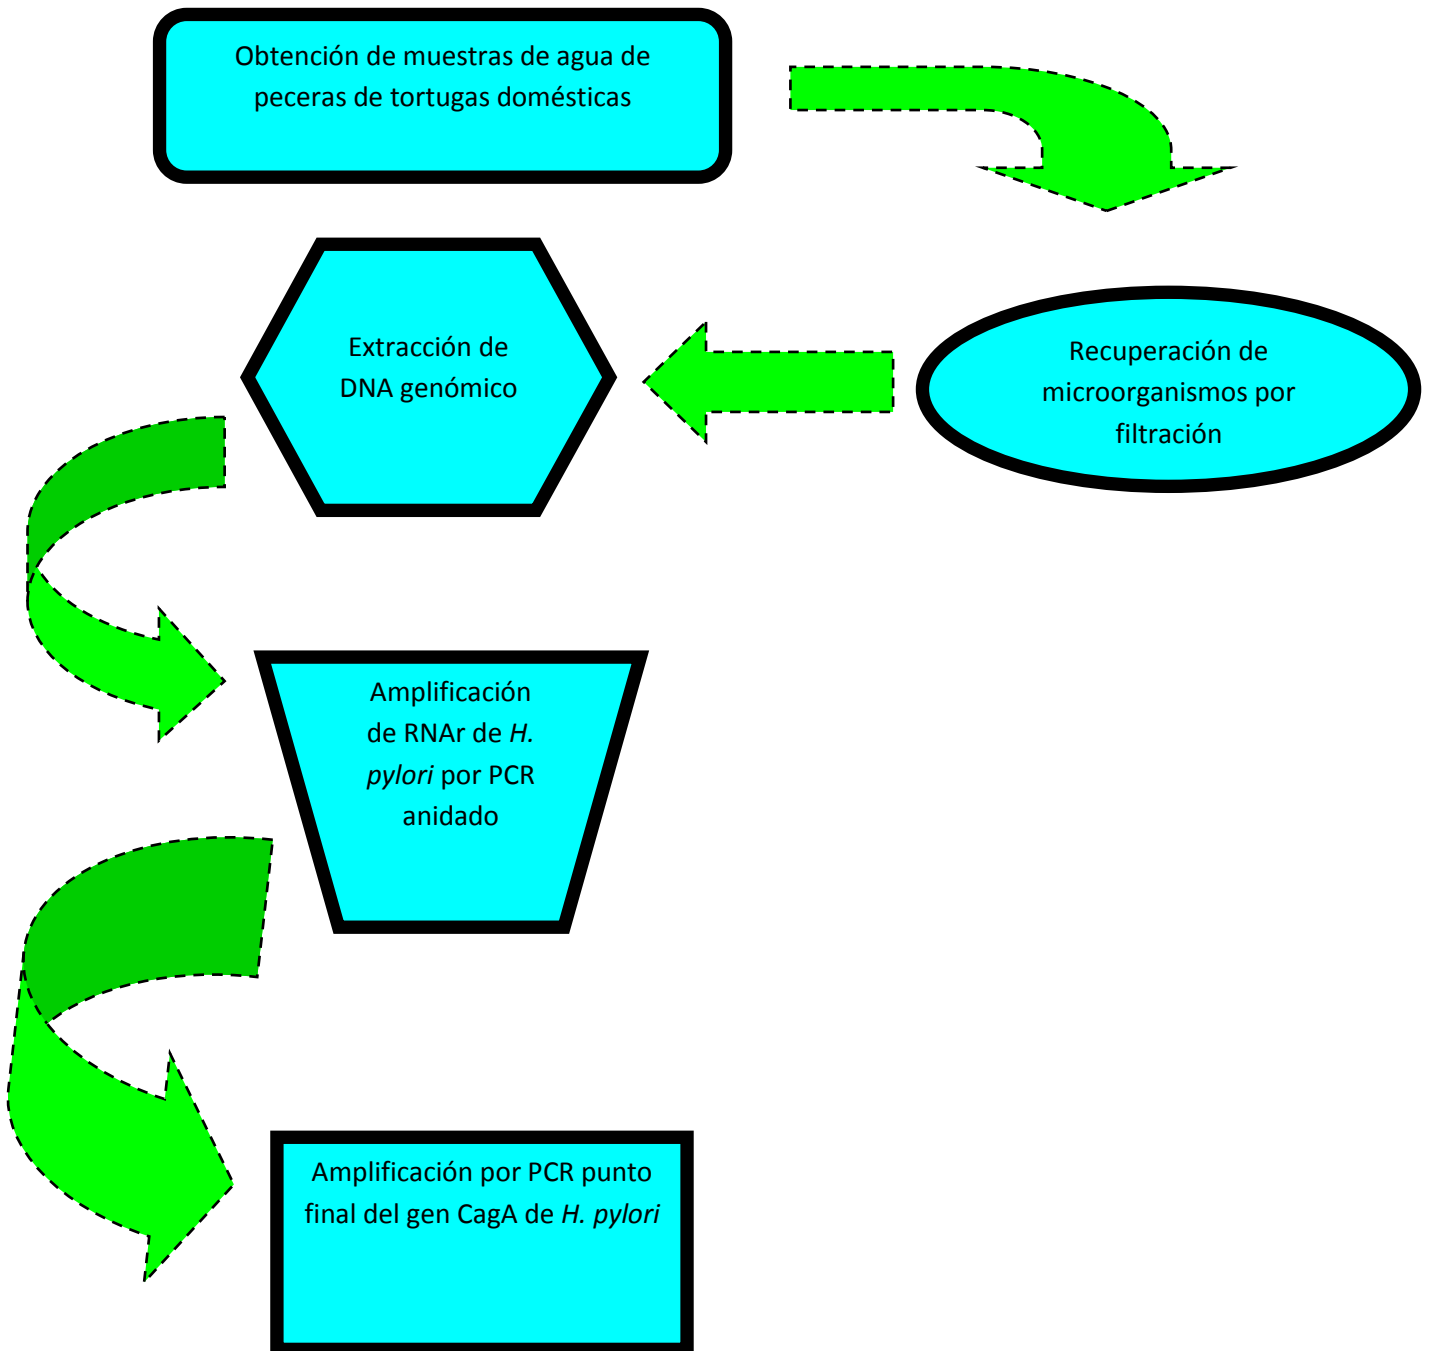 Obtención de muestras de agua de
peceras de tortugas domésticas
Recuperación de
microorganismos por
filtración
Extracción de
DNA genómico
Amplificación
de RNAr de H.
pylori por PCR
anidado
Amplificación por PCR punto
final del gen CagA de H. pylori